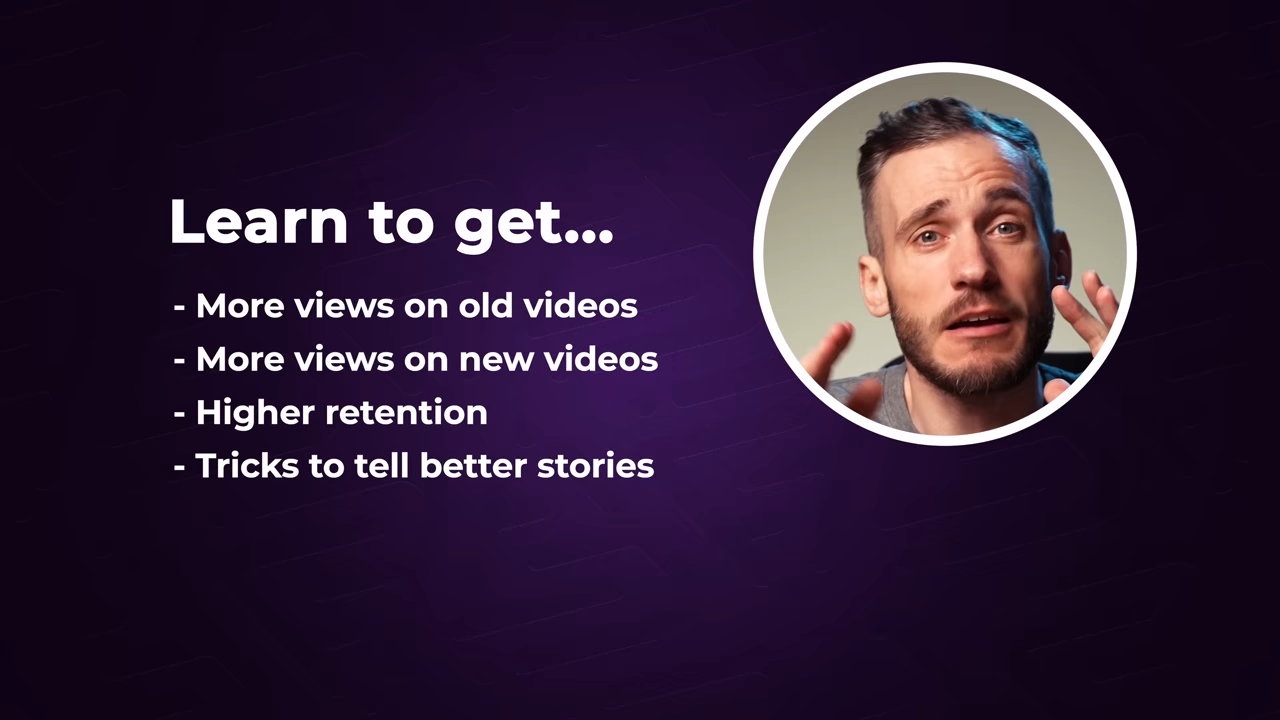 Learn to get...
- More views on old videos
- More views on new videos
- Higher retention
- Tricks to tell better stories